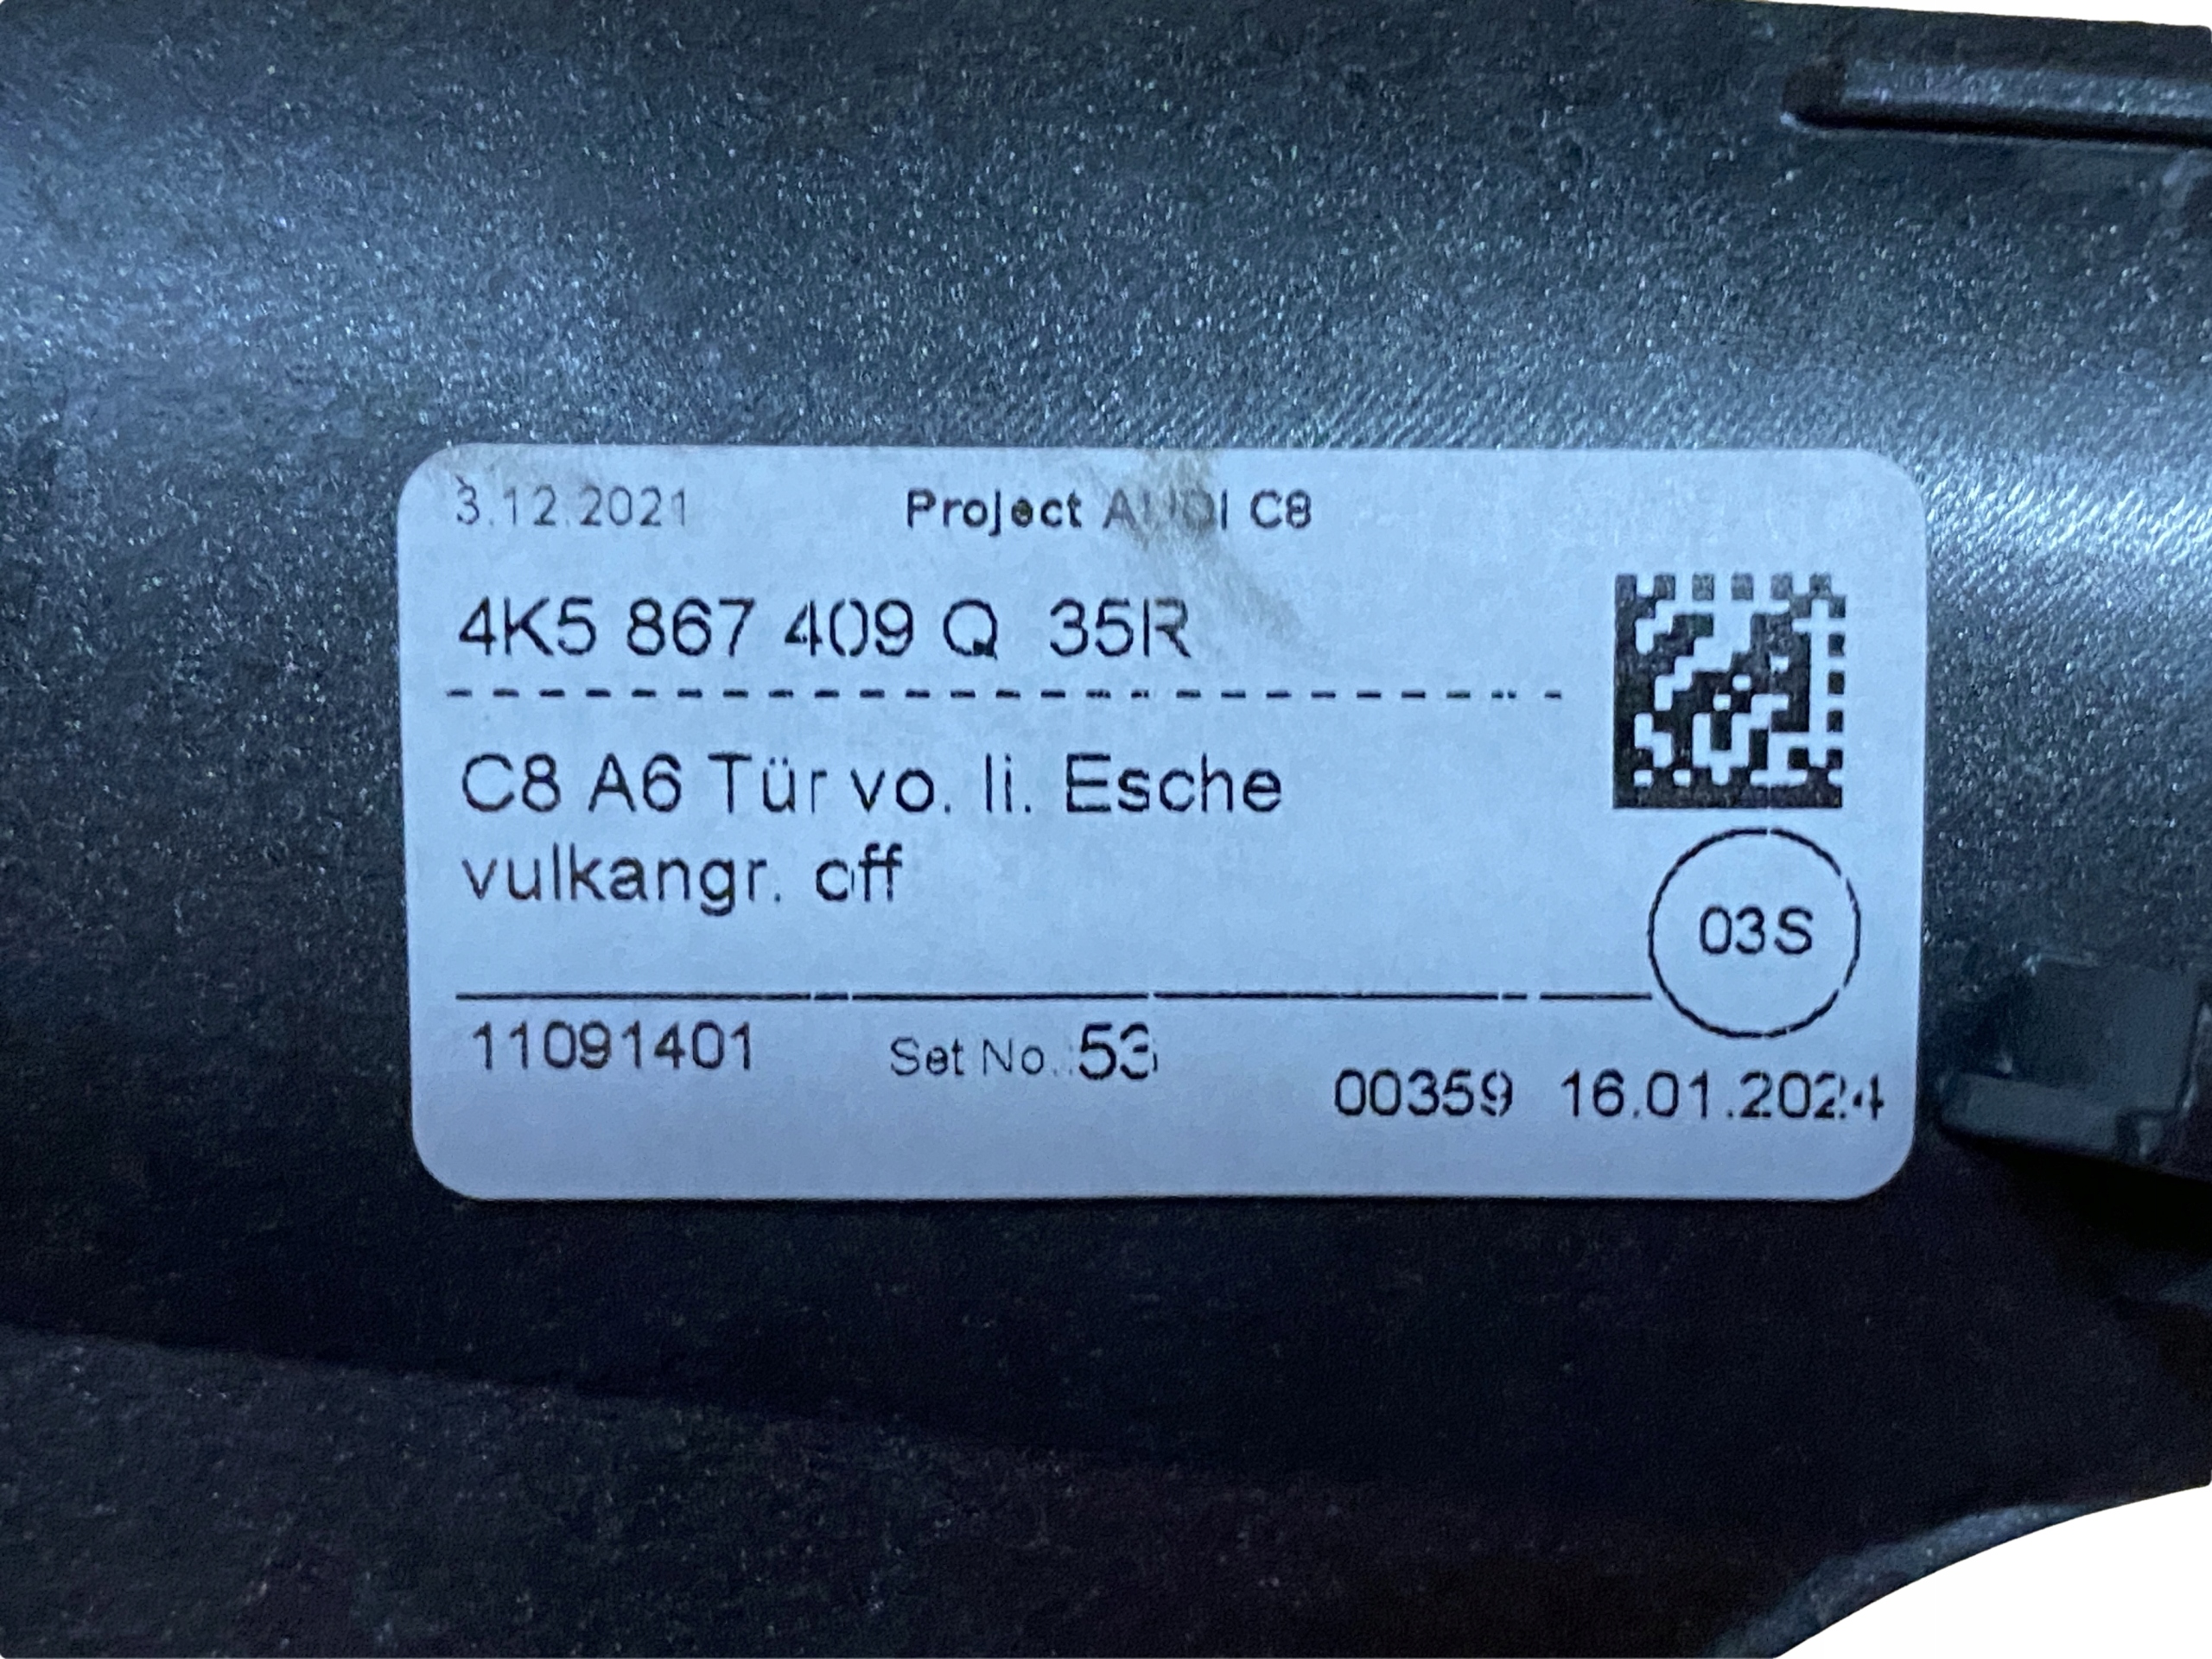 3.12.2021 Project AUDI C8
4K5 867 409 Q 35R
C8 A6 Tür vo. li. Esche
vulkangr. off
03S
11091401 Set No.:53
00359 16.01.2024